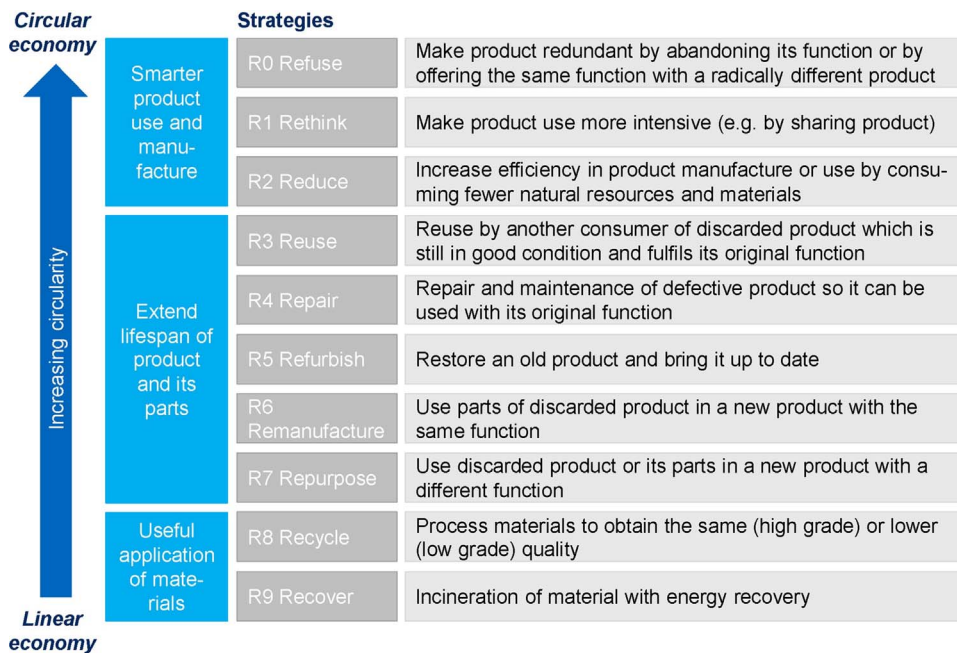 Circular
economy
Strategies
Increasing circularity
Smarter
product
use and
manu-
facture
R0 Refuse
Make product redundant by abandoning its function or by
offering the same function with a radically different product
R1 Rethink
Make product use more intensive (e.g. by sharing product)
R2 Reduce
Increase efficiency in product manufacture or use by consu-
ming fewer natural resources and materials
Extend
lifespan of
product
and its
parts
R3 Reuse
Reuse by another consumer of discarded product which is
still in good condition and fulfils its original function
R4 Repair
Repair and maintenance of defective product so it can be
used with its original function
R5 Refurbish
Restore an old product and bring it up to date
R6
Remanufacture
Use parts of discarded product in a new product with the
same function
R7 Repurpose
Use discarded product or its parts in a new product with a
different function
Useful
application
of mate-
rials
R8 Recycle
Process materials to obtain the same (high grade) or lower
(low grade) quality
R9 Recover
Incineration of material with energy recovery
Linear
economy